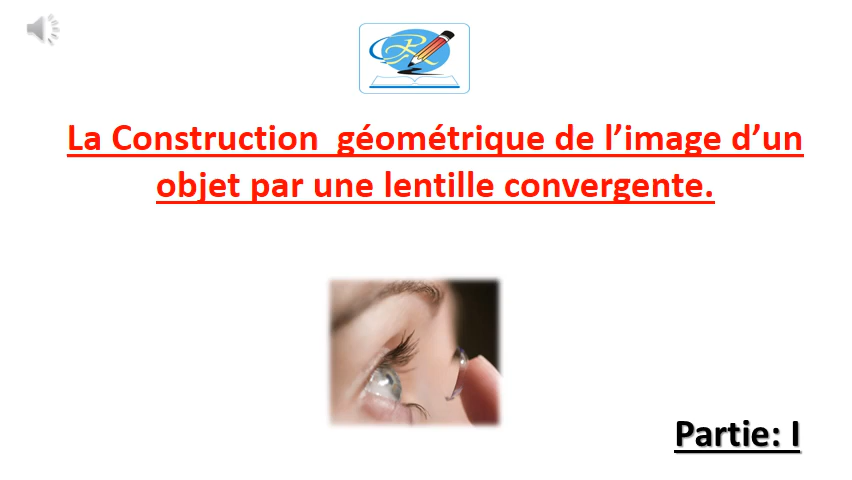 La Construction  géométrique de l’image d’un
objet par une lentille convergente.
Partie: I